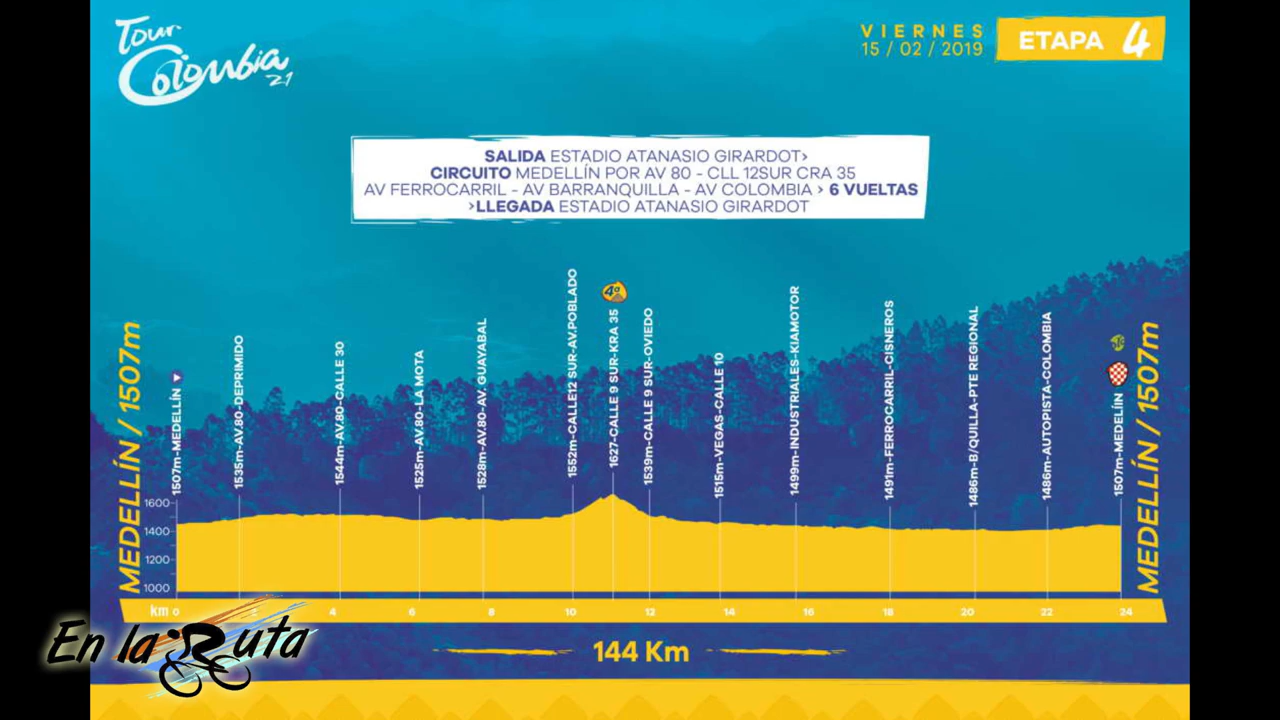 Tour
Colombia
2.1
VIERNES
15 / 02 / 2019
ETAPA 4
SALIDA ESTADIO ATANASIO GIRARDOT>
CIRCUITO MEDELLÍN POR AV 80 - CLL 12SUR CRA 35
AV FERROCARRIL - AV BARRANQUILLA - AV COLOMBIA > 6 VUELTAS
>LLEGADA ESTADIO ATANASIO GIRARDOT
MEDELLÍN / 1507m
1507m-MEDELLÍN
1535m-AV.80-DEPRIMIDO
1544m-AV.80-CALLE 30
1525m-AV.80-LA MOTA
1528m-AV.80-AV. GUAYABAL
1552m-CALLE12 SUR-AV.POBLADO
4ª
1627-CALLE 9 SUR-KRA 35
1539m-CALLE 9 SUR-OVIEDO
1515m-VEGAS-CALLE 10
1499m-INDUSTRIALES-KIAMOTOR
1491m-FERROCARRIL-CISNEROS
1486m-B/QUILLA-PTE REGIONAL
1486m-AUTOPISTA-COLOMBIA
1507m-MEDELÍÍN
MEDELLÍN / 1507m
1600
1400
1200
1000
km 0 2 4 6 8 10 12 14 16 18 20 22 24
144 Km
En la Ruta